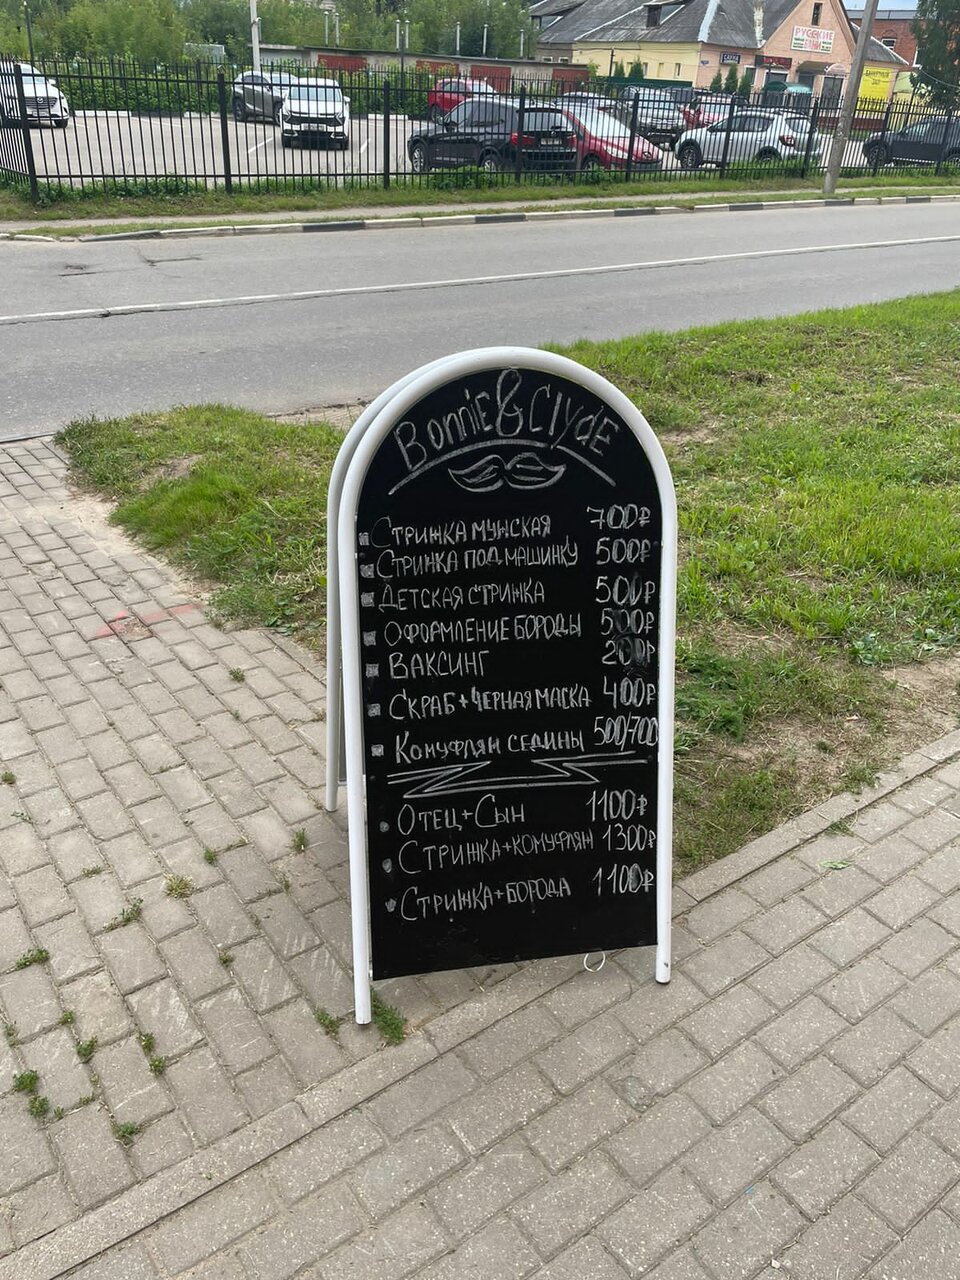 РУССКИЕ
Bonnie & Clyde
Стрижка мужская 700₽
Стрижка под машинку 500₽
Детская стрижка 500₽
Оформление бороды 500₽
Ваксинг 200₽
Скраб+черная маска 400₽
Комуфляж седины 500/700
Отец+Сын 1100₽
Стрижка+комуфляж 1300₽
Стрижка+борода 1100₽